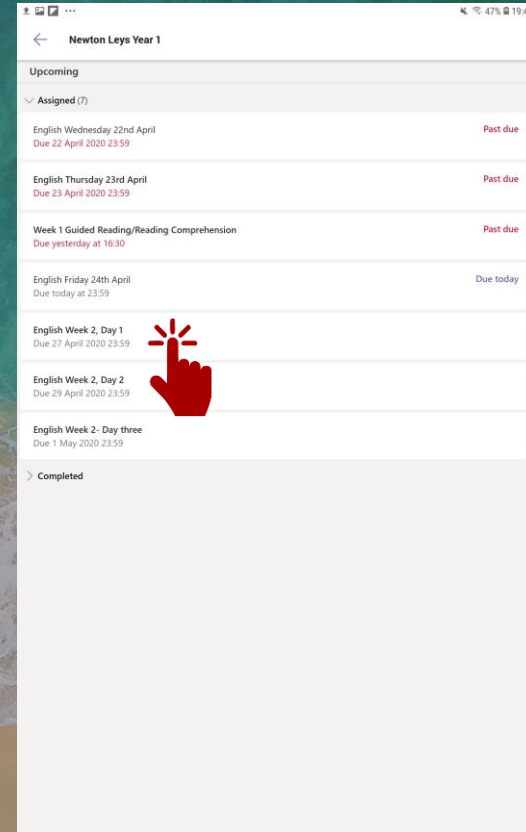 47% 19:4
Newton Leys Year 1
Upcoming
Assigned (7)
English Wednesday 22nd April
Past due
Due 22 April 2020 23:59
English Thursday 23rd April
Past due
Due 23 April 2020 23:59
Week 1 Guided Reading/Reading Comprehension
Past due
Due yesterday at 16:30
English Friday 24th April
Due today
Due today at 23:59
English Week 2, Day 1
Due 27 April 2020 23:59
English Week 2, Day 2
Due 29 April 2020 23:59
English Week 2- Day three
Due 1 May 2020 23:59
Completed